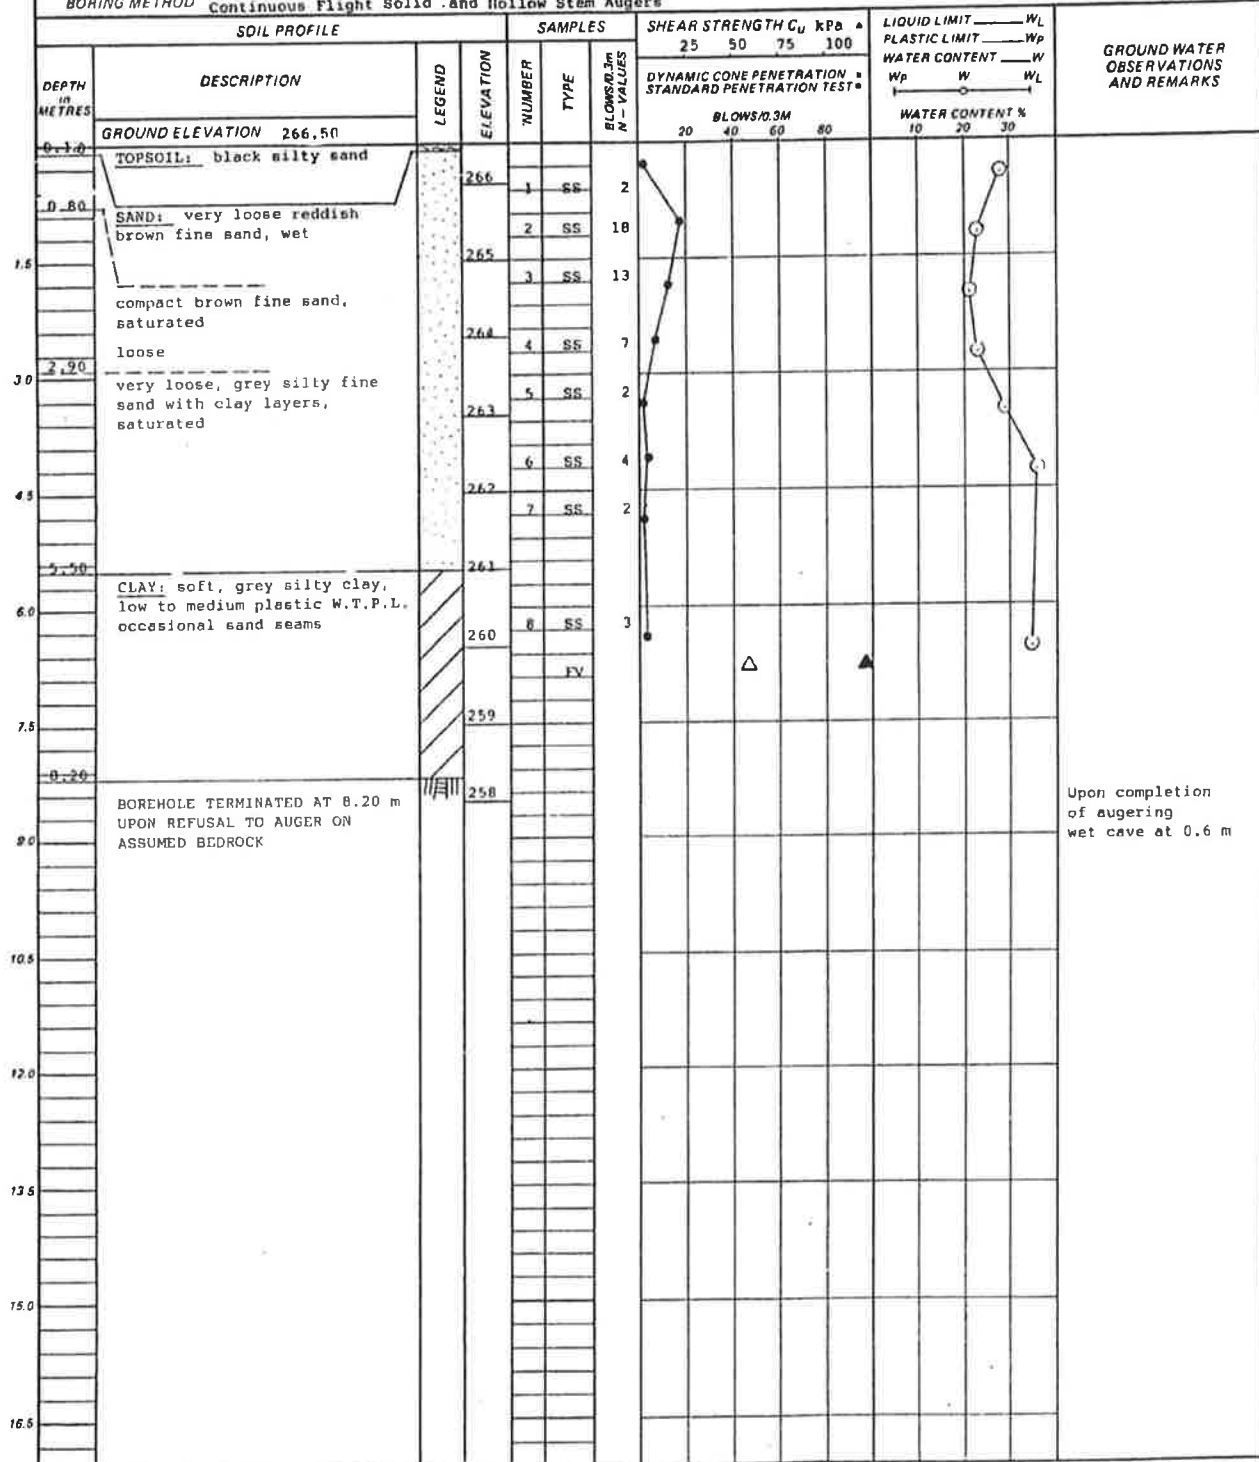 BORING METHOD Continuous Flight Solid and Hollow Stem Augers
SOIL PROFILE
SAMPLES
SHEAR STRENGTH Cu kPa ▲
25 50 75 100
LIQUID LIMIT ______ WL
PLASTIC LIMIT ______ Wp
WATER CONTENT ___ W
Wp W WL
GROUND WATER
OBSERVATIONS
AND REMARKS
DEPTH
in
METRES
DESCRIPTION
LEGEND
ELEVATION
NUMBER
TYPE
BLOWS/0.3m
N - VALUES
DYNAMIC CONE PENETRATION
STANDARD PENETRATION TEST
BLOWS/0.3M
20 40 60 80
WATER CONTENT %
10 20 30
GROUND ELEVATION 266.50
0.10
TOPSOIL: black silty sand
266
1 SS 2
0.80
SAND: very loose reddish
brown fine sand, wet
2 SS 18
1.5
265
3 SS 13
compact brown fine sand,
saturated
264
loose
4 SS 7
2.90
3.0
very loose, grey silty fine
sand with clay layers,
saturated
5 SS 2
263
6 SS 4
4.5
262
7 SS 2
5.50
261
CLAY: soft, grey silty clay,
low to medium plastic W.T.P.L.
occasional sand seams
6.0
8 SS 3
260
FV
7.5
259
8.20
258
BOREHOLE TERMINATED AT 8.20 m
UPON REFUSAL TO AUGER ON
ASSUMED BEDROCK
Upon completion
of augering
wet cave at 0.6 m
9.0
10.5
12.0
13.5
15.0
16.5